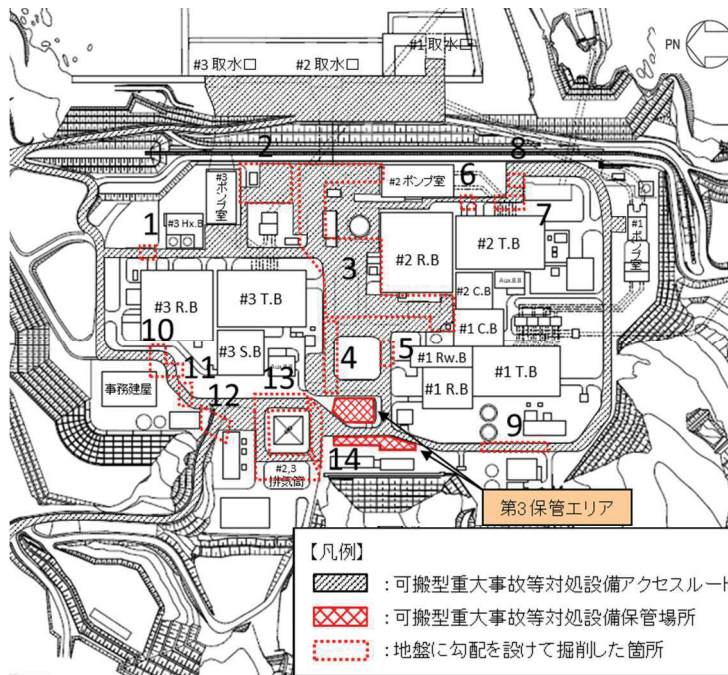 #1 取水口
#3 取水口
#2 取水口
PN
2
8
#3 ポンプ室
#2 ポンプ室
6
7
1
#3 Hx.B
#1 ポンプ室
#2 T.B
#2 R.B
3
#3 R.B
#3 T.B
#2 C.B
Aux.B.B
#1 C.B
10
#3 S.B
4
5
#1 Rw.B
11
13
#1 T.B
事務建屋
#1 R.B
12
9
14
#2,3 排気筒
第3保管エリア
【凡例】
:可搬型重大事故等対処設備アクセスルート
:可搬型重大事故等対処設備保管場所
:地盤に勾配を設けて掘削した箇所